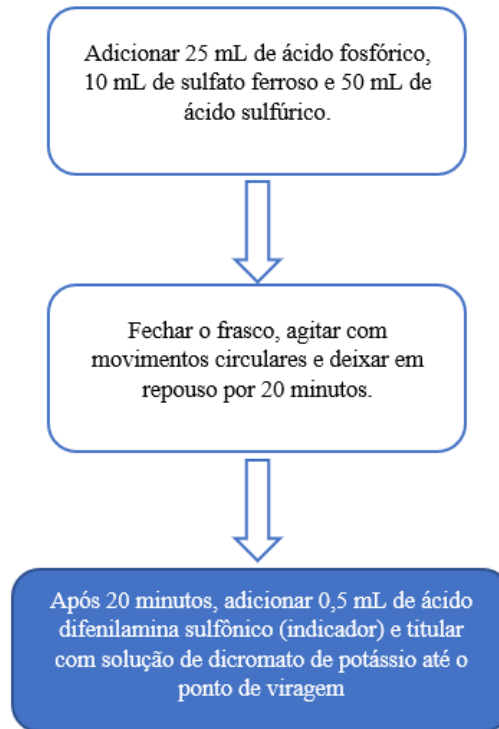 Adicionar 25 mL de ácido fosfórico,
10 mL de sulfato ferroso e 50 mL de
ácido sulfúrico.
Fechar o frasco, agitar com
movimentos circulares e deixar em
repouso por 20 minutos.
Após 20 minutos, adicionar 0,5 mL de ácido
difenilamina sulfônico (indicador) e titular
com solução de dicromato de potássio até o
ponto de viragem